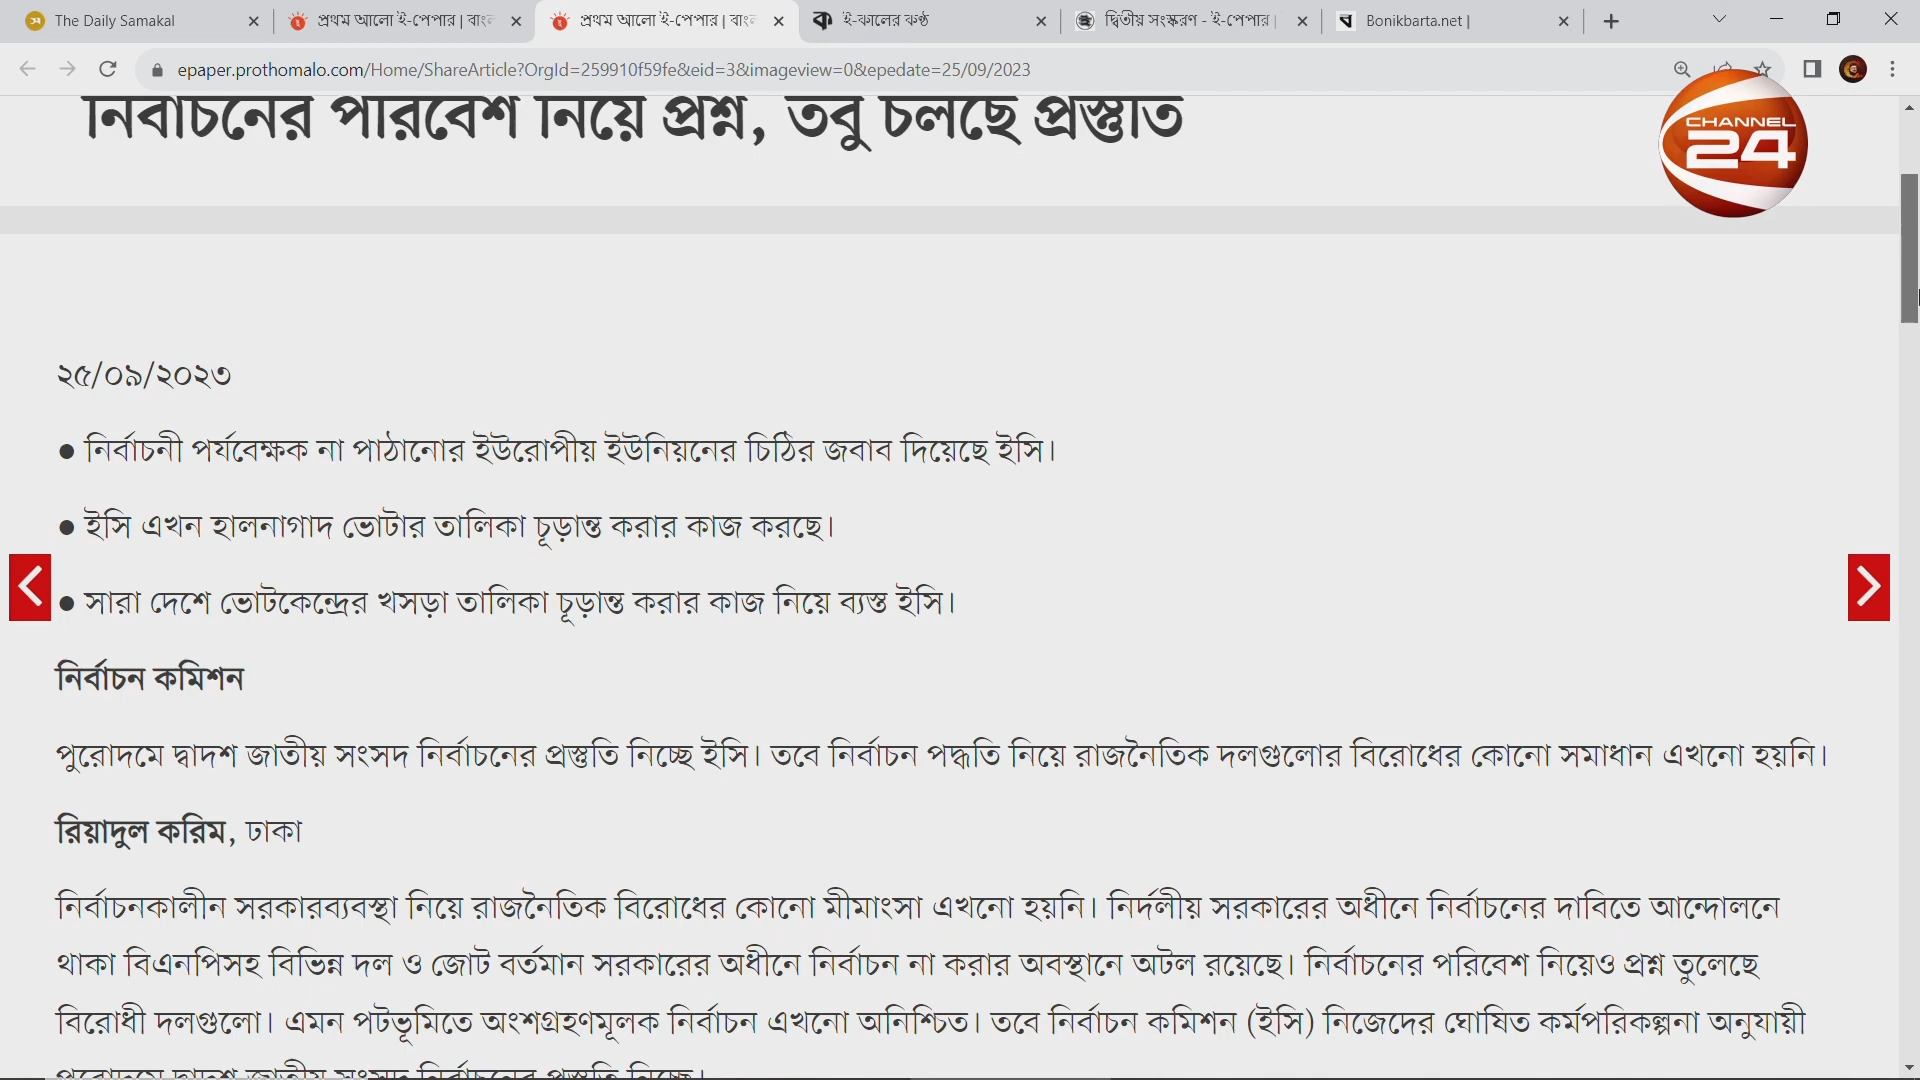 The Daily Samakal
প্রথম আলো ই-পেপার | বাং
প্রথম আলো ই-পেপার | বাং
ই-কালের কণ্ঠ
দ্বিতীয় সংস্করণ - ই-পেপার |
Bonikbarta.net |
epaper.prothomalo.com/Home/ShareArticle?OrgId=259910f59fe&eid=3&imageview=0&epedate=25/09/2023
নির্বাচনের পরিবেশ নিয়ে প্রশ্ন, তবু চলছে প্রস্তুতি
CHANNEL
24
২৫/০৯/২০২৩
● নির্বাচনী পর্যবেক্ষক না পাঠানোর ইউরোপীয় ইউনিয়নের চিঠির জবাব দিয়েছে ইসি।
● ইসি এখন হালনাগাদ ভোটার তালিকা চূড়ান্ত করার কাজ করছে।
● সারা দেশে ভোটকেন্দ্রের খসড়া তালিকা চূড়ান্ত করার কাজ নিয়ে ব্যস্ত ইসি।
নির্বাচন কমিশন
পুরোদমে দ্বাদশ জাতীয় সংসদ নির্বাচনের প্রস্তুতি নিচ্ছে ইসি। তবে নির্বাচন পদ্ধতি নিয়ে রাজনৈতিক দলগুলোর বিরোধের কোনো সমাধান এখনো হয়নি।
রিয়াদুল করিম, ঢাকা
নির্বাচনকালীন সরকারব্যবস্থা নিয়ে রাজনৈতিক বিরোধের কোনো মীমাংসা এখনো হয়নি। নির্দলীয় সরকারের অধীনে নির্বাচনের দাবিতে আন্দোলনে
থাকা বিএনপিসহ বিভিন্ন দল ও জোট বর্তমান সরকারের অধীনে নির্বাচন না করার অবস্থানে অটল রয়েছে। নির্বাচনের পরিবেশ নিয়েও প্রশ্ন তুলেছে
বিরোধী দলগুলো। এমন পটভূমিতে অংশগ্রহণমূলক নির্বাচন এখনো অনিশ্চিত। তবে নির্বাচন কমিশন (ইসি) নিজেদের ঘোষিত কর্মপরিকল্পনা অনুযায়ী
পুরোদমে দ্বাদশ জাতীয় সংসদ নির্বাচনের প্রস্তুতি নিচ্ছে।